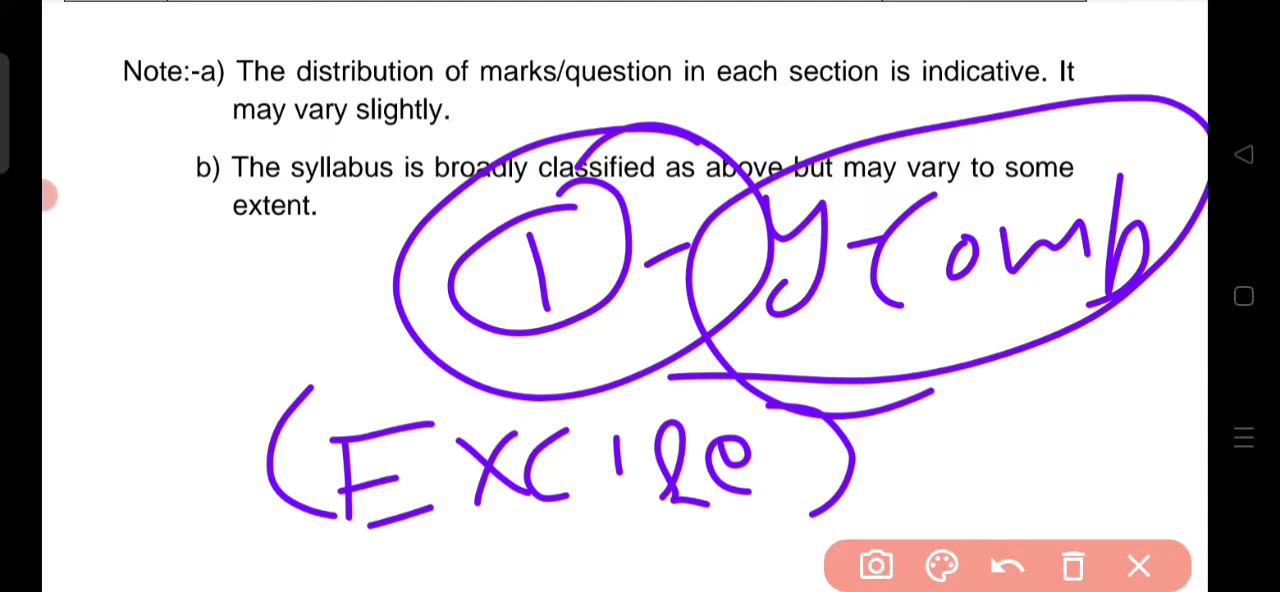 Note:-a) The distribution of marks/question in each section is indicative. It
may vary slightly.
b) The syllabus is broadly classified as above but may vary to some
extent.
1 - y-Comb
(Excise)